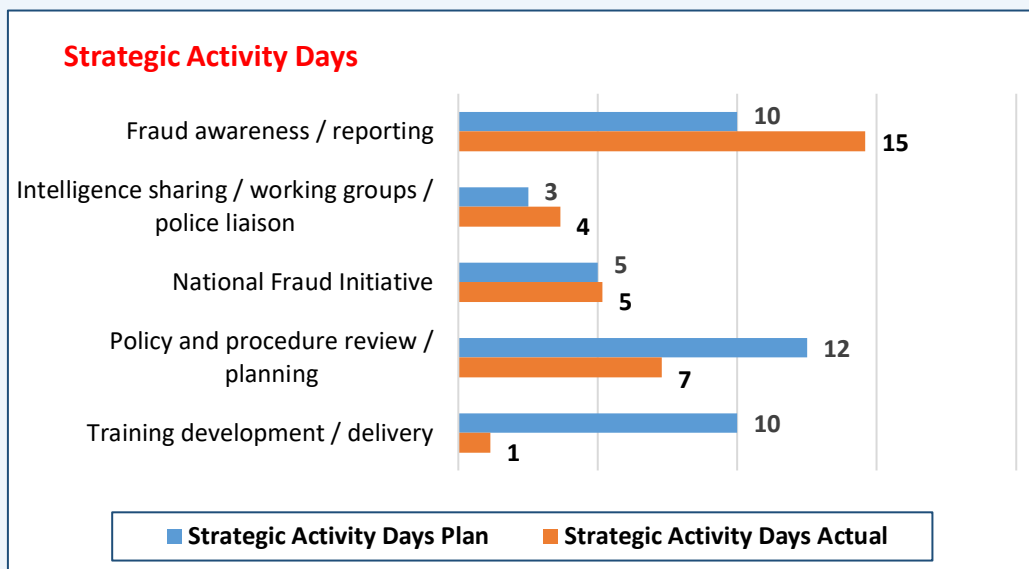 Strategic Activity Days
Fraud awareness / reporting
10
15
Intelligence sharing / working groups /
police liaison
3
4
National Fraud Initiative
5
5
Policy and procedure review /
planning
12
7
Training development / delivery
10
1
Strategic Activity Days Plan
Strategic Activity Days Actual